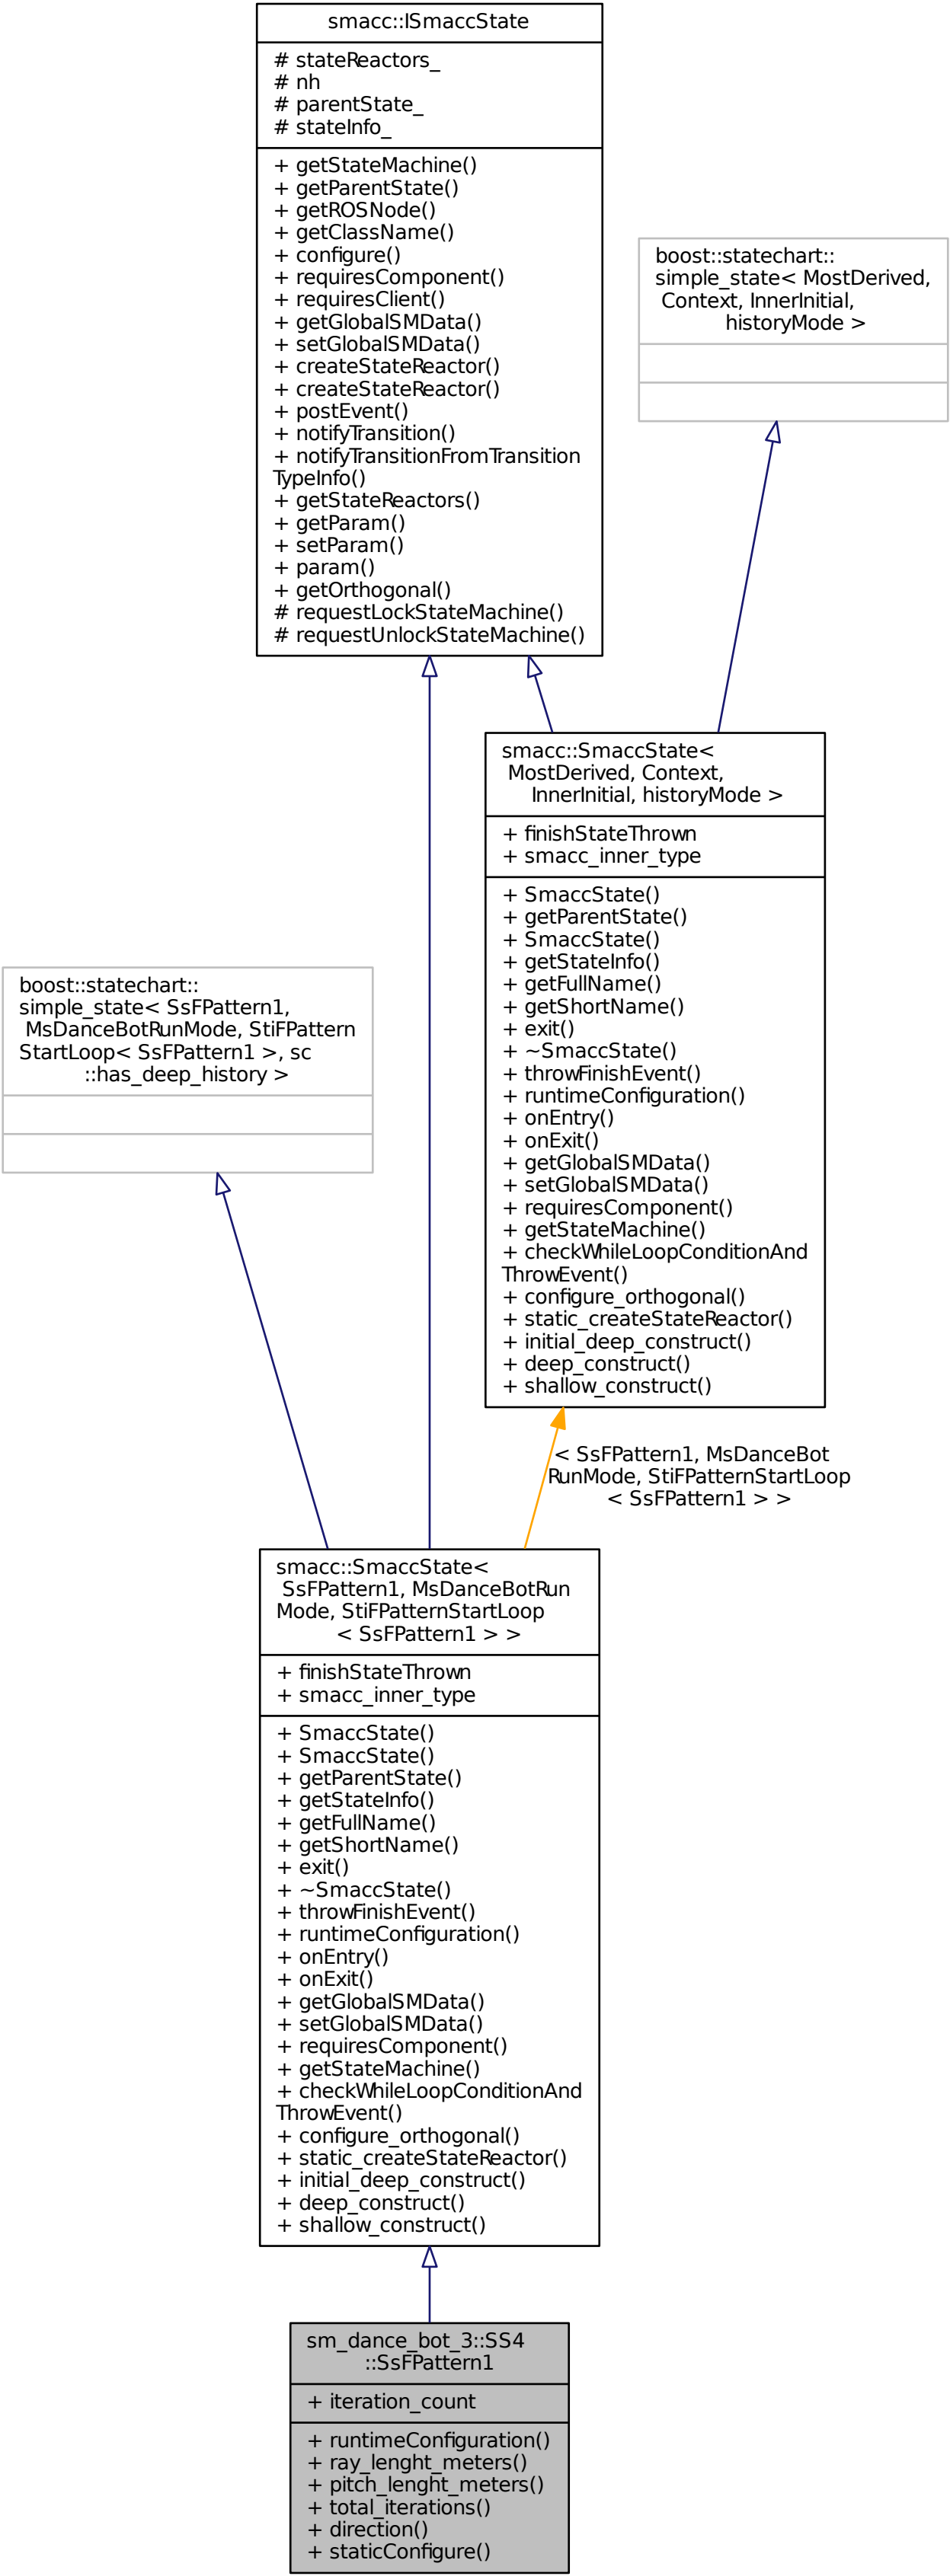 smacc::ISmaccState
# stateReactors_
# nh
# parentState_
# stateInfo_
+ getStateMachine()
+ getParentState()
+ getROSNode()
+ getClassName()
+ configure()
+ requiresComponent()
+ requiresClient()
+ getGlobalSMData()
+ setGlobalSMData()
+ createStateReactor()
+ createStateReactor()
+ postEvent()
+ notifyTransition()
+ notifyTransitionFromTransition
TypeInfo()
+ getStateReactors()
+ getParam()
+ setParam()
+ param()
+ getOrthogonal()
# requestLockStateMachine()
# requestUnlockStateMachine()
boost::statechart::
simple_state< MostDerived,
Context, InnerInitial,
historyMode >
smacc::SmaccState<
MostDerived, Context,
InnerInitial, historyMode >
+ finishStateThrown
+ smacc_inner_type
+ SmaccState()
+ getParentState()
+ SmaccState()
+ getStateInfo()
+ getFullName()
+ getShortName()
+ exit()
+ ~SmaccState()
+ throwFinishEvent()
+ runtimeConfiguration()
+ onEntry()
+ onExit()
+ getGlobalSMData()
+ setGlobalSMData()
+ requiresComponent()
+ getStateMachine()
+ checkWhileLoopConditionAnd
ThrowEvent()
+ configure_orthogonal()
+ static_createStateReactor()
+ initial_deep_construct()
+ deep_construct()
+ shallow_construct()
boost::statechart::
simple_state< SsFPattern1,
MsDanceBotRunMode, StiFPattern
StartLoop< SsFPattern1 >, sc
::has_deep_history >
< SsFPattern1, MsDanceBot
RunMode, StiFPatternStartLoop
< SsFPattern1 > >
smacc::SmaccState<
SsFPattern1, MsDanceBotRun
Mode, StiFPatternStartLoop
< SsFPattern1 > >
+ finishStateThrown
+ smacc_inner_type
+ SmaccState()
+ SmaccState()
+ getParentState()
+ getStateInfo()
+ getFullName()
+ getShortName()
+ exit()
+ ~SmaccState()
+ throwFinishEvent()
+ runtimeConfiguration()
+ onEntry()
+ onExit()
+ getGlobalSMData()
+ setGlobalSMData()
+ requiresComponent()
+ getStateMachine()
+ checkWhileLoopConditionAnd
ThrowEvent()
+ configure_orthogonal()
+ static_createStateReactor()
+ initial_deep_construct()
+ deep_construct()
+ shallow_construct()
sm_dance_bot_3::SS4
::SsFPattern1
+ iteration_count
+ runtimeConfiguration()
+ ray_lenght_meters()
+ pitch_lenght_meters()
+ total_iterations()
+ direction()
+ staticConfigure()